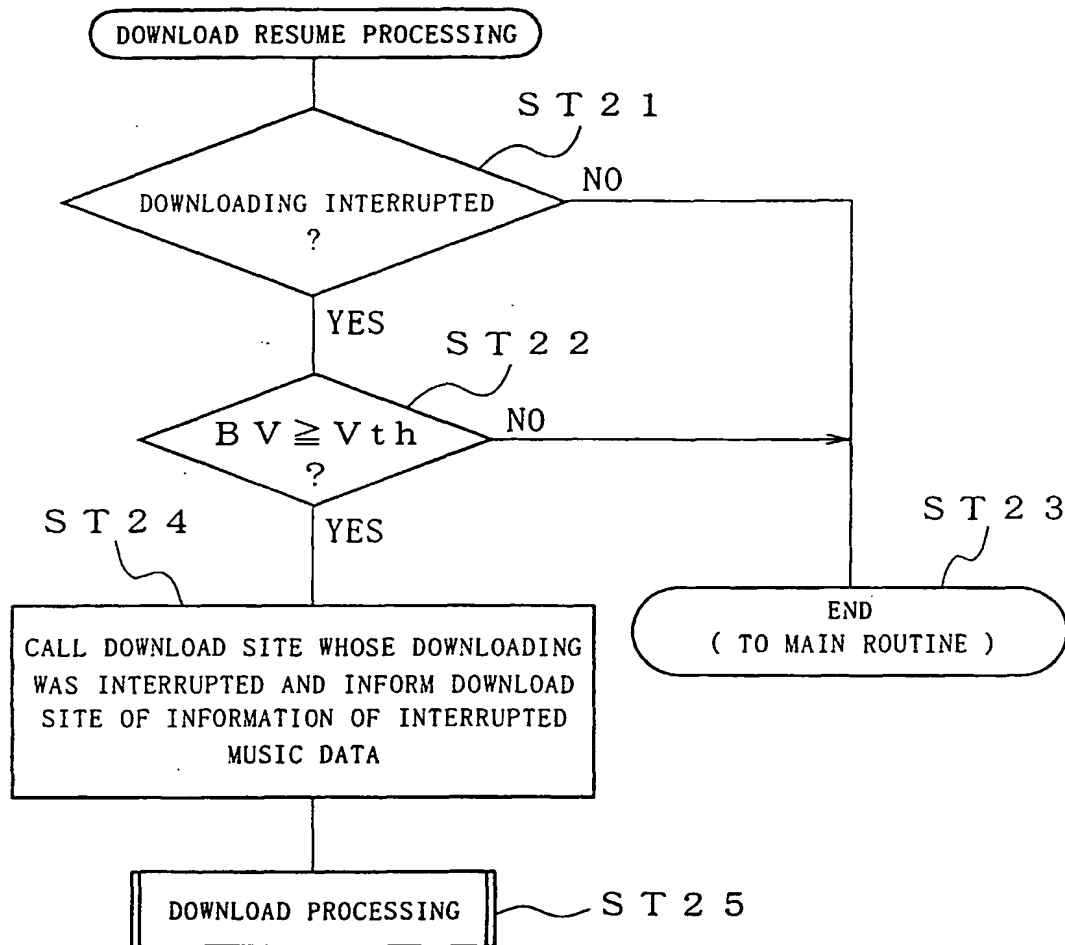 DOWNLOAD RESUME PROCESSING
ST21
DOWNLOADING INTERRUPTED
?
NO
YES
ST22
BV≧Vth
?
NO
YES
ST24
ST23
END
( TO MAIN ROUTINE )
CALL DOWNLOAD SITE WHOSE DOWNLOADING
WAS INTERRUPTED AND INFORM DOWNLOAD
SITE OF INFORMATION OF INTERRUPTED
MUSIC DATA
DOWNLOAD PROCESSING
ST25